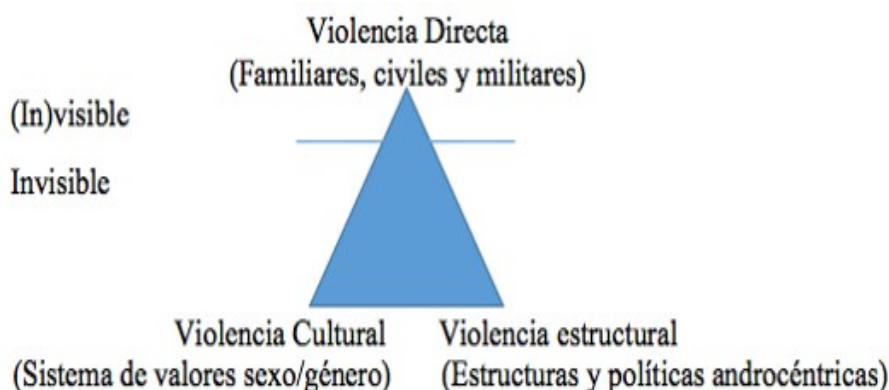 Violencia Directa
(Familiares, civiles y militares)
(In)visible
Invisible
Violencia Cultural
(Sistema de valores sexo/género)
Violencia estructural
(Estructuras y políticas androcéntricas)